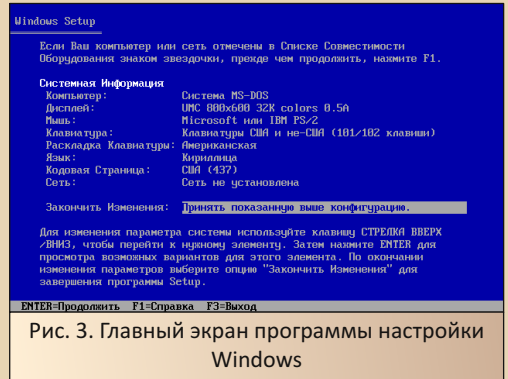 Windows Setup
Если Ваш компьютер или сеть отмечены в Списке Совместимости
Оборудования знаком звездочки, прежде чем продолжить, нажмите F1.
Системная Информация
Компьютер: Система MS-DOS
Дисплей: UMC 800x600 32K colors 0.5A
Мышь: Microsoft или IBM PS/2
Клавиатура: Клавиатуры США и не-США (101/102 клавиши)
Раскладка Клавиатуры: Американская
Язык: Кириллица
Кодовая Страница: США (437)
Сеть: Сеть не установлена
Закончить Изменения: Принять показанную выше конфигурацию.
Для изменения параметра системы используйте клавишу СТРЕЛКА ВВЕРХ
/ВНИЗ, чтобы перейти к нужному элементу. Затем нажмите ENTER для
просмотра возможных вариантов для этого элемента. По окончании
изменения параметров выберите опцию "Закончить Изменения" для
завершения программы Setup.
ENTER=Продолжить F1=Справка F3=Выход
Рис. 3. Главный экран программы настройки
Windows